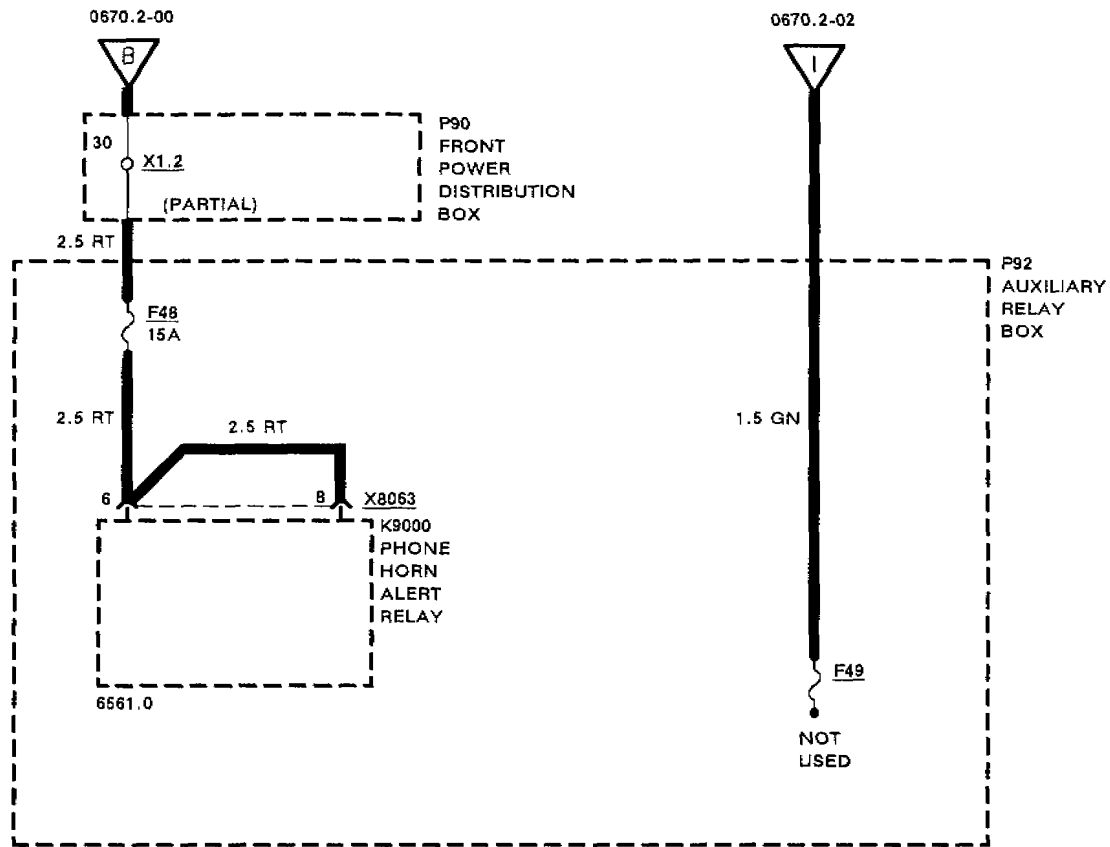 0670.2-00
0670.2-02
B
I
P90
FRONT
POWER
DISTRIBUTION
BOX
30
X1.2
(PARTIAL)
2.5 RT
P92
AUXILIARY
RELAY
BOX
F48
15A
2.5 RT
2.5 RT
1.5 GN
6
8
X8063
K9000
PHONE
HORN
ALERT
RELAY
6561.0
F49
NOT
USED